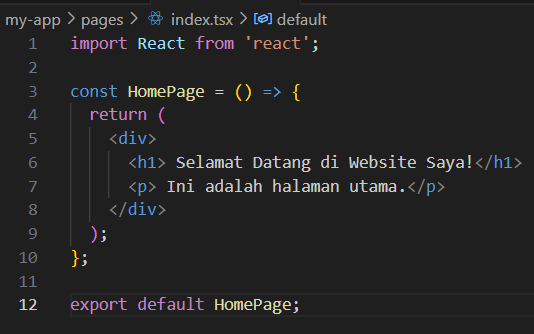 my-app > pages > index.tsx > default
1 import React from 'react';
2
3 const HomePage = () => {
4 return (
5 <div>
6 <h1> Selamat Datang di Website Saya!</h1>
7 <p> Ini adalah halaman utama.</p>
8 </div>
9 );
10 };
11
12 export default HomePage;